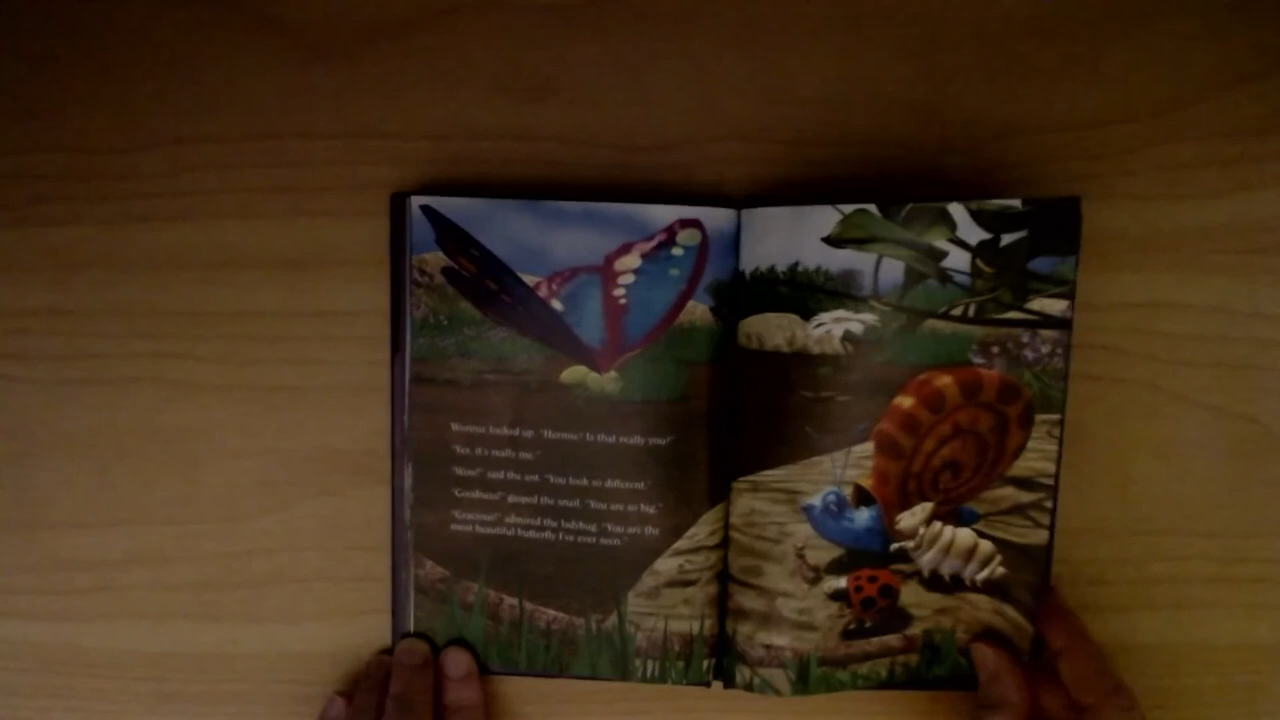 Wormie looked up. "Hermie? Is that really you?"
"Yes, it's really me."
"Wow!" said the ant. "You look so different."
"Goodness!" gasped the snail. "You are so big."
"Gracious!" admired the ladybug. "You are the
most beautiful butterfly I've ever seen."